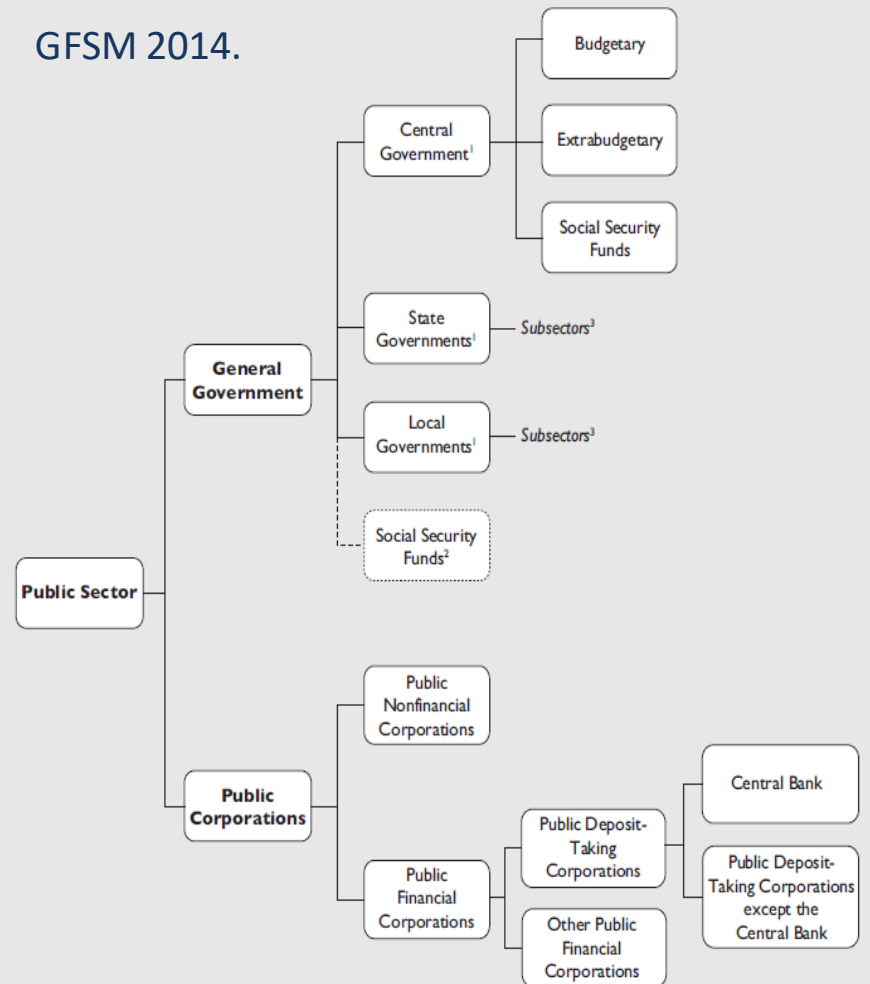 GFSM 2014.
Budgetary
Central
Government¹
Extrabudgetary
Social Security
Funds
State
Governments¹
Subsectors³
General
Government
Local
Governments¹
Subsectors³
Social Security
Funds²
Public Sector
Public
Nonfinancial
Corporations
Public
Corporations
Public
Financial
Corporations
Public Deposit-
Taking
Corporations
Central Bank
Public Deposit-
Taking Corporations
except the
Central Bank
Other Public
Financial
Corporations